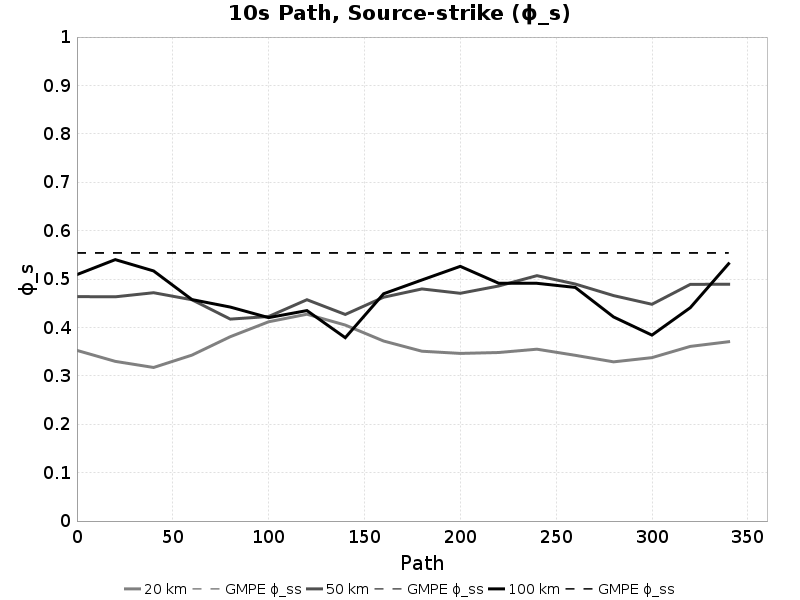 10s Path, Source-strike (ϕ_s)
1
0.9
0.8
0.7
0.6
0.5
0.4
0.3
0.2
0.1
0
ϕ_s
0 50 100 150 200 250 300 350
Path
20 km GMPE ϕ_ss 50 km GMPE ϕ_ss 100 km GMPE ϕ_ss